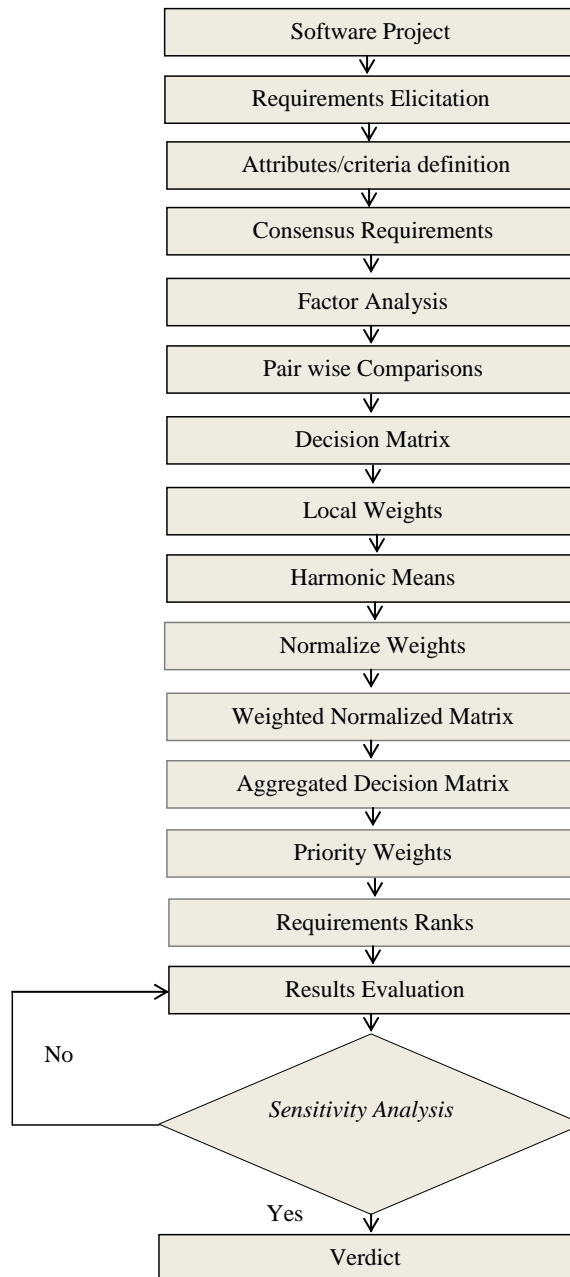 Software Project
Requirements Elicitation
Attributes/criteria definition
Consensus Requirements
Factor Analysis
Pair wise Comparisons
Decision Matrix
Local Weights
Harmonic Means
Normalize Weights
Weighted Normalized Matrix
Aggregated Decision Matrix
Priority Weights
Requirements Ranks
Results Evaluation
No
Sensitivity Analysis
Yes
Verdict